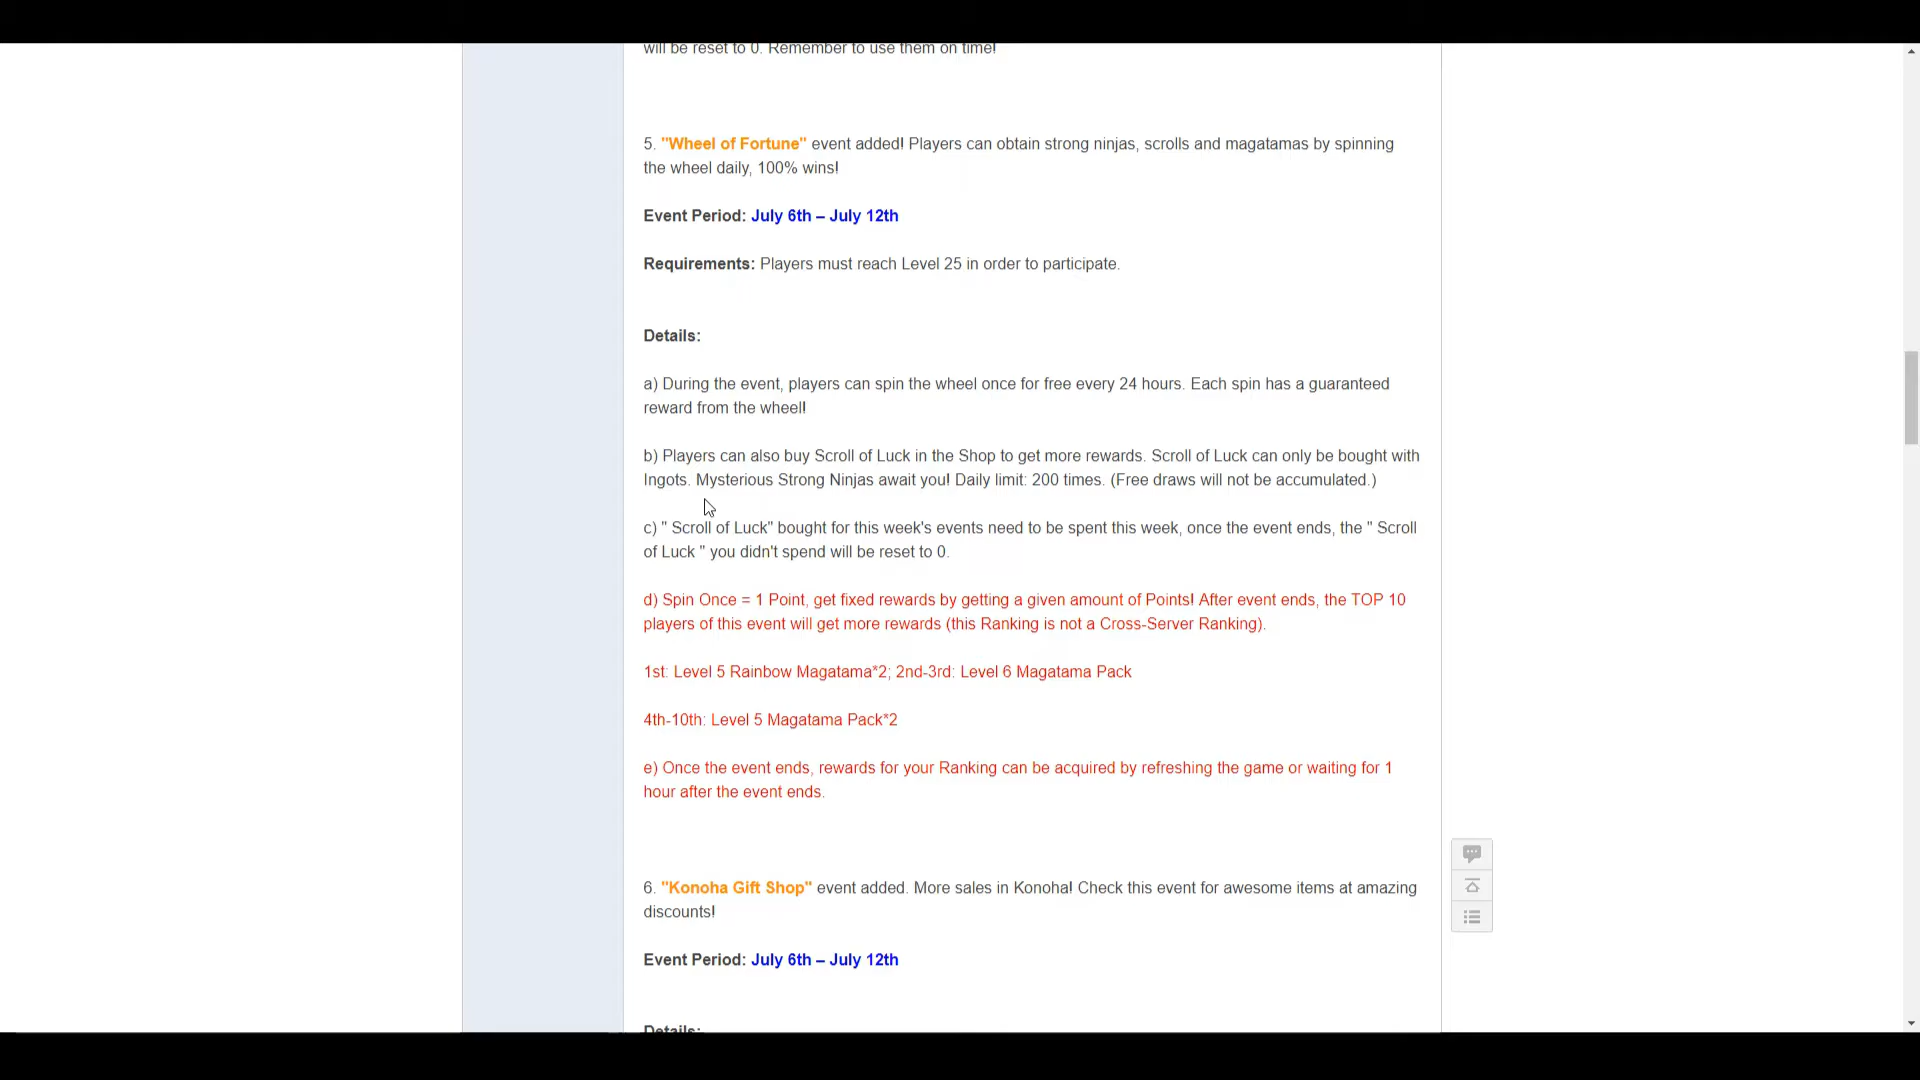 will be reset to 0. Remember to use them on time!
5. "Wheel of Fortune" event added! Players can obtain strong ninjas, scrolls and magatamas by spinning
the wheel daily, 100% wins!
Event Period: July 6th – July 12th
Requirements: Players must reach Level 25 in order to participate.
Details:
a) During the event, players can spin the wheel once for free every 24 hours. Each spin has a guaranteed
reward from the wheel!
b) Players can also buy Scroll of Luck in the Shop to get more rewards. Scroll of Luck can only be bought with
Ingots. Mysterious Strong Ninjas await you! Daily limit: 200 times. (Free draws will not be accumulated.)
c) " Scroll of Luck" bought for this week's events need to be spent this week, once the event ends, the " Scroll
of Luck " you didn't spend will be reset to 0.
d) Spin Once = 1 Point, get fixed rewards by getting a given amount of Points! After event ends, the TOP 10
players of this event will get more rewards (this Ranking is not a Cross-Server Ranking).
1st: Level 5 Rainbow Magatama*2; 2nd-3rd: Level 6 Magatama Pack
4th-10th: Level 5 Magatama Pack*2
e) Once the event ends, rewards for your Ranking can be acquired by refreshing the game or waiting for 1
hour after the event ends.
6. "Konoha Gift Shop" event added. More sales in Konoha! Check this event for awesome items at amazing
discounts!
Event Period: July 6th – July 12th
Details: